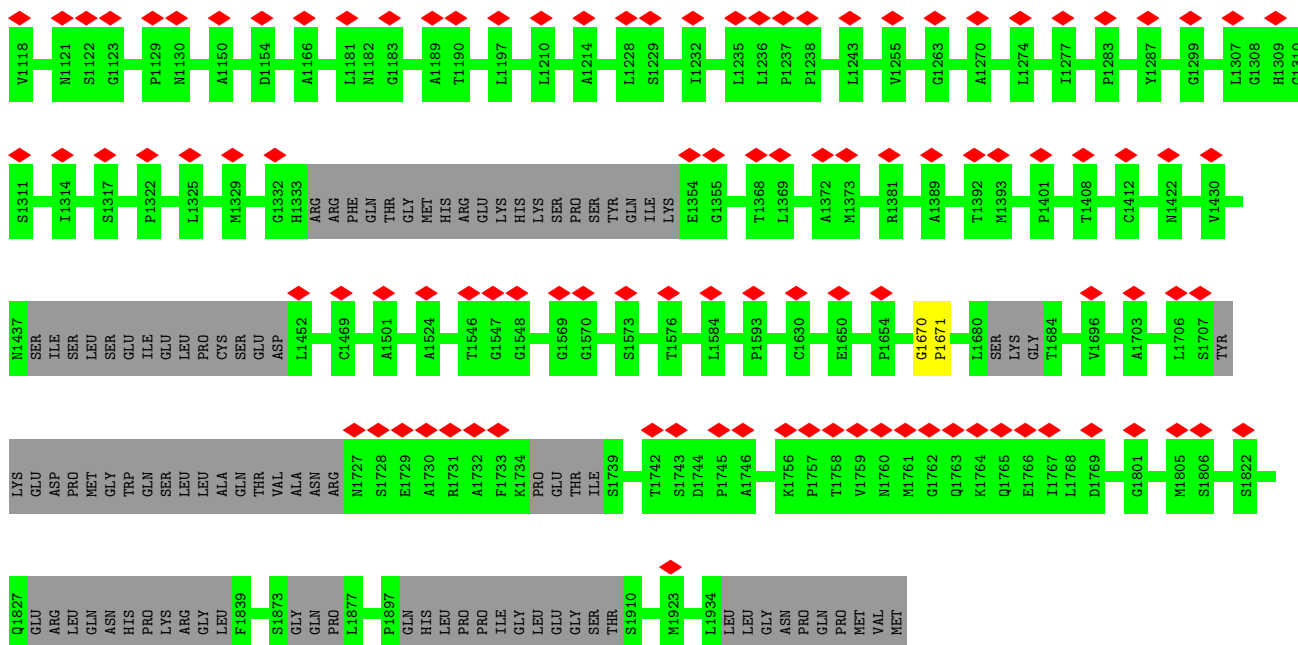 V1118 N1121 S1122 G1123 P1129 N1130 A1150 D1154 A1166 L1181 N1182 G1183 A1189 T1190 L1197 L1210 A1214 L1228 S1229 I1232 L1235 L1236 P1237 P1238 L1243 V1255 G1263 A1270 L1274 I1277 P1283 Y1287 G1299 L1307 G1308 H1309 G1310
S1311 I1314 S1317 P1322 L1325 M1329 G1332 H1333 ARG ARG PHE GLN THR GLY MET HIS ARG GLU LYS HIS LYS SER PRO SER TYR GLN ILE LYS E1354 G1355 T1368 L1369 A1372 M1373 R1381 A1389 T1392 M1393 P1401 T1408 C1412 N1422 V1430
N1437 SER ILE SER LEU SER GLU ILE GLU LEU PRO CYS SER GLU ASP L1452 C1469 A1501 A1524 T1546 G1547 G1548 G1569 G1570 S1573 T1576 L1584 P1593 C1630 E1650 P1654 G1670 P1671 L1680 SER LYS GLY T1684 V1696 A1703 L1706 S1707 TYR
LYS GLU ASP PRO MET GLY TRP GLN SER LEU LEU ALA GLN THR VAL ALA ASN ARG N1727 S1728 E1729 A1730 R1731 A1732 F1733 K1734 PRO GLU THR ILE S1739 T1742 S1743 D1744 P1745 A1746 K1756 P1757 T1758 V1759 N1760 M1761 G1762 Q1763 K1764 Q1765 E1766 I1767 L1768 D1769 G1801 M1805 S1806 S1822
Q1827 GLU ARG LEU GLN ASN HIS PRO LYS ARG GLY LEU F1839 S1873 GLY GLN PRO L1877 P1897 GLN HIS LEU PRO PRO ILE GLY LEU GLU GLY SER THR S1910 M1923 L1934 LEU LEU GLY ASN PRO GLN PRO MET VAL MET